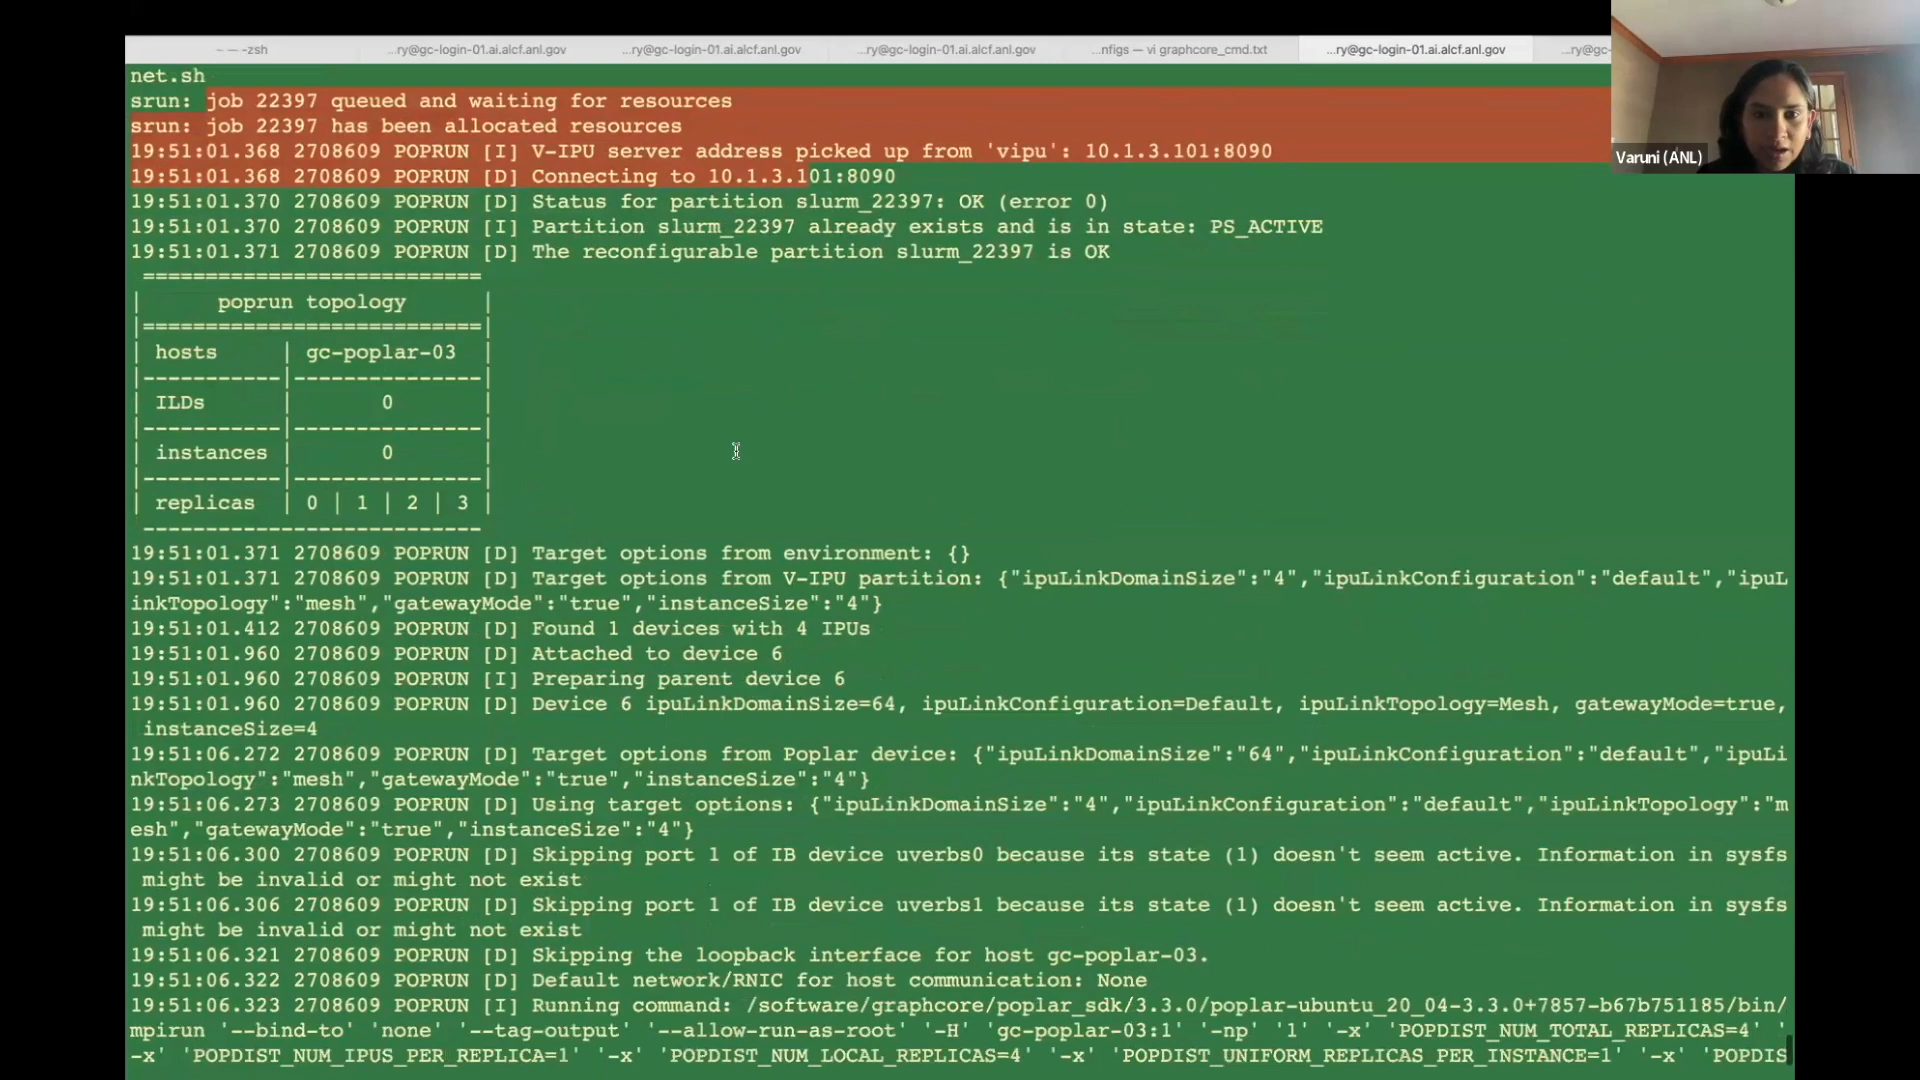 ~ — -zsh
...ry@gc-login-01.ai.alcf.anl.gov
...ry@gc-login-01.ai.alcf.anl.gov
...ry@gc-login-01.ai.alcf.anl.gov
...nfigs — vi graphcore_cmd.txt
...ry@gc-login-01.ai.alcf.anl.gov
...ry@gc-
Varuni (ANL)
net.sh
srun: job 22397 queued and waiting for resources
srun: job 22397 has been allocated resources
19:51:01.368 2708609 POPRUN [I] V-IPU server address picked up from 'vipu': 10.1.3.101:8090
19:51:01.368 2708609 POPRUN [D] Connecting to 10.1.3.101:8090
19:51:01.370 2708609 POPRUN [D] Status for partition slurm_22397: OK (error 0)
19:51:01.370 2708609 POPRUN [I] Partition slurm_22397 already exists and is in state: PS_ACTIVE
19:51:01.371 2708609 POPRUN [D] The reconfigurable partition slurm_22397 is OK
===========================
| poprun topology |
|===========================|
| hosts | gc-poplar-03 |
|-----------|---------------|
| ILDs | 0 |
|-----------|---------------|
| instances | 0 |
|-----------|---------------|
| replicas | 0 | 1 | 2 | 3 |
---------------------------
19:51:01.371 2708609 POPRUN [D] Target options from environment: {}
19:51:01.371 2708609 POPRUN [D] Target options from V-IPU partition: {"ipuLinkDomainSize":"4","ipuLinkConfiguration":"default","ipuL
inkTopology":"mesh","gatewayMode":"true","instanceSize":"4"}
19:51:01.412 2708609 POPRUN [D] Found 1 devices with 4 IPUs
19:51:01.960 2708609 POPRUN [D] Attached to device 6
19:51:01.960 2708609 POPRUN [I] Preparing parent device 6
19:51:01.960 2708609 POPRUN [D] Device 6 ipuLinkDomainSize=64, ipuLinkConfiguration=Default, ipuLinkTopology=Mesh, gatewayMode=true,
instanceSize=4
19:51:06.272 2708609 POPRUN [D] Target options from Poplar device: {"ipuLinkDomainSize":"64","ipuLinkConfiguration":"default","ipuLi
nkTopology":"mesh","gatewayMode":"true","instanceSize":"4"}
19:51:06.273 2708609 POPRUN [D] Using target options: {"ipuLinkDomainSize":"4","ipuLinkConfiguration":"default","ipuLinkTopology":"m
esh","gatewayMode":"true","instanceSize":"4"}
19:51:06.300 2708609 POPRUN [D] Skipping port 1 of IB device uverbs0 because its state (1) doesn't seem active. Information in sysfs
might be invalid or might not exist
19:51:06.306 2708609 POPRUN [D] Skipping port 1 of IB device uverbs1 because its state (1) doesn't seem active. Information in sysfs
might be invalid or might not exist
19:51:06.321 2708609 POPRUN [D] Skipping the loopback interface for host gc-poplar-03.
19:51:06.322 2708609 POPRUN [D] Default network/RNIC for host communication: None
19:51:06.323 2708609 POPRUN [I] Running command: /software/graphcore/poplar_sdk/3.3.0/poplar-ubuntu_20_04-3.3.0+7857-b67b751185/bin/
mpirun '--bind-to' 'none' '--tag-output' '--allow-run-as-root' '-H' 'gc-poplar-03:1' '-np' '1' '-x' 'POPDIST_NUM_TOTAL_REPLICAS=4' '
-x' 'POPDIST_NUM_IPUS_PER_REPLICA=1' '-x' 'POPDIST_NUM_LOCAL_REPLICAS=4' '-x' 'POPDIST_UNIFORM_REPLICAS_PER_INSTANCE=1' '-x' 'POPDIS